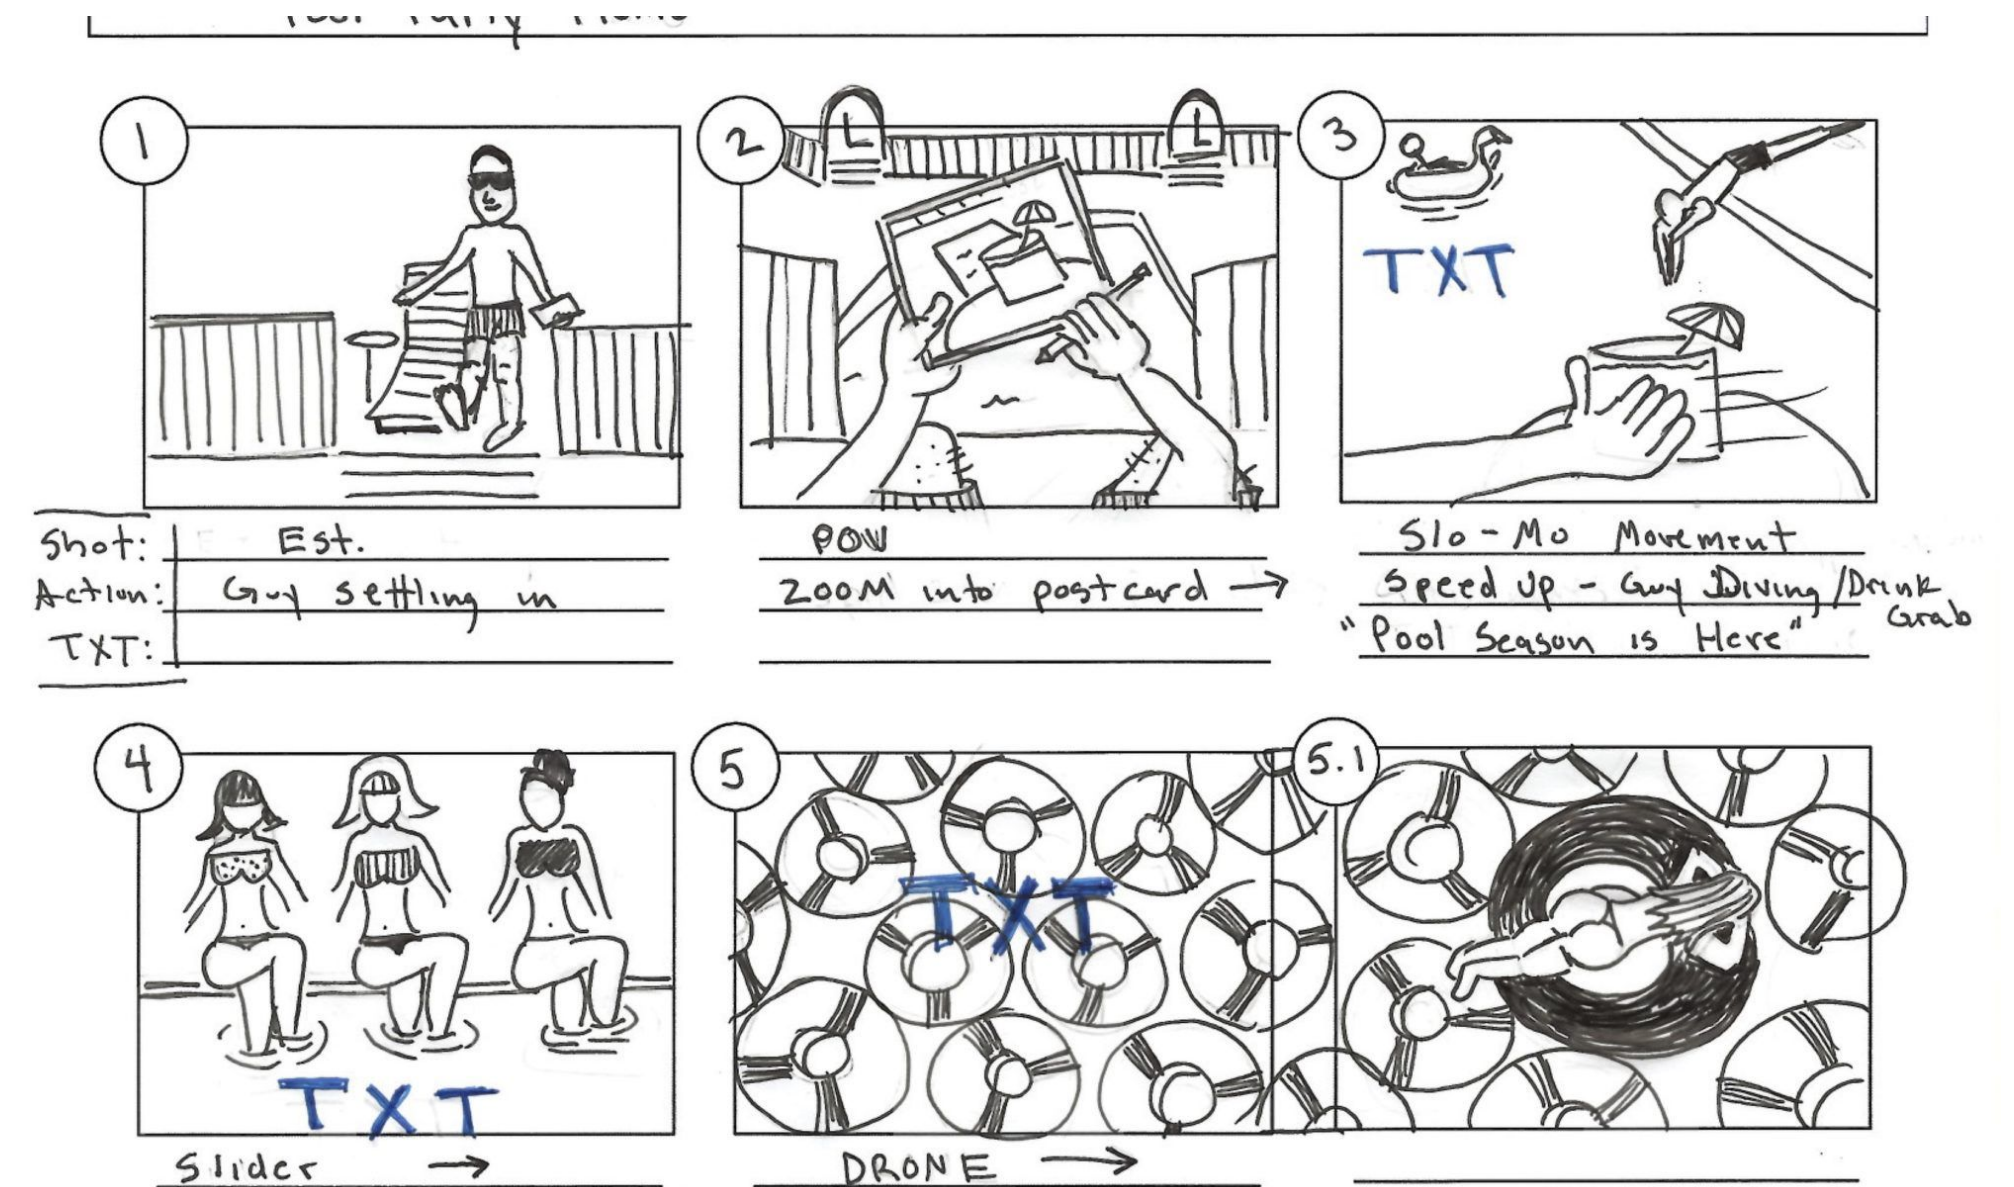 Party
1
2
L
L
3
TXT
Shot:
Est.
POV
Slo-Mo Movement
Action:
Guy settling in
ZOOM into postcard →
Speed up - Guy Diving/Drink Grab
TXT:
"Pool Season is Here"
4
TXT
5
TXT
5.1
Slider →
DRONE →